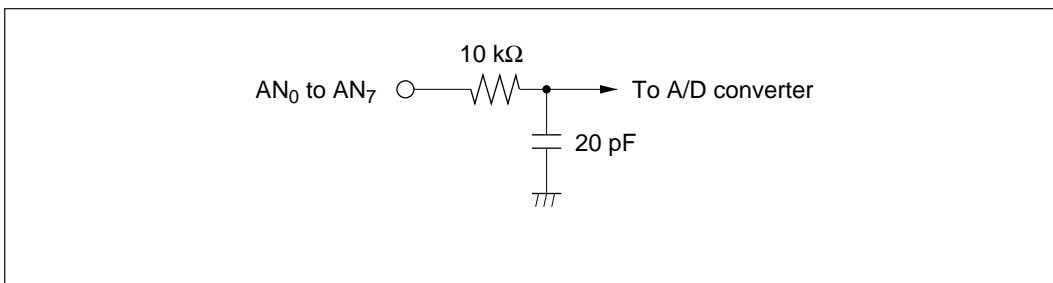 10 kΩ
AN₀ to AN₇
To A/D converter
20 pF